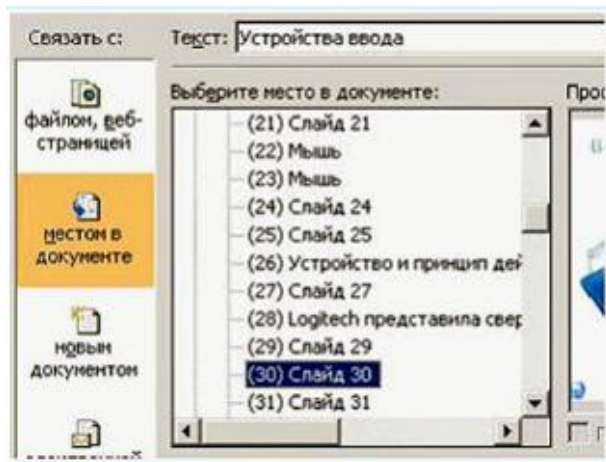 Связать с:
Текст: Устройства ввода
файлом, веб-
страницей
местом в
документе
новым
документом
Выберите место в документе:
(21) Слайд 21
(22) Мышь
(23) Мышь
(24) Слайд 24
(25) Слайд 25
(26) Устройство и принцип дей
(27) Слайд 27
(28) Logitech представила свер
(29) Слайд 29
(30) Слайд 30
(31) Слайд 31
Прос